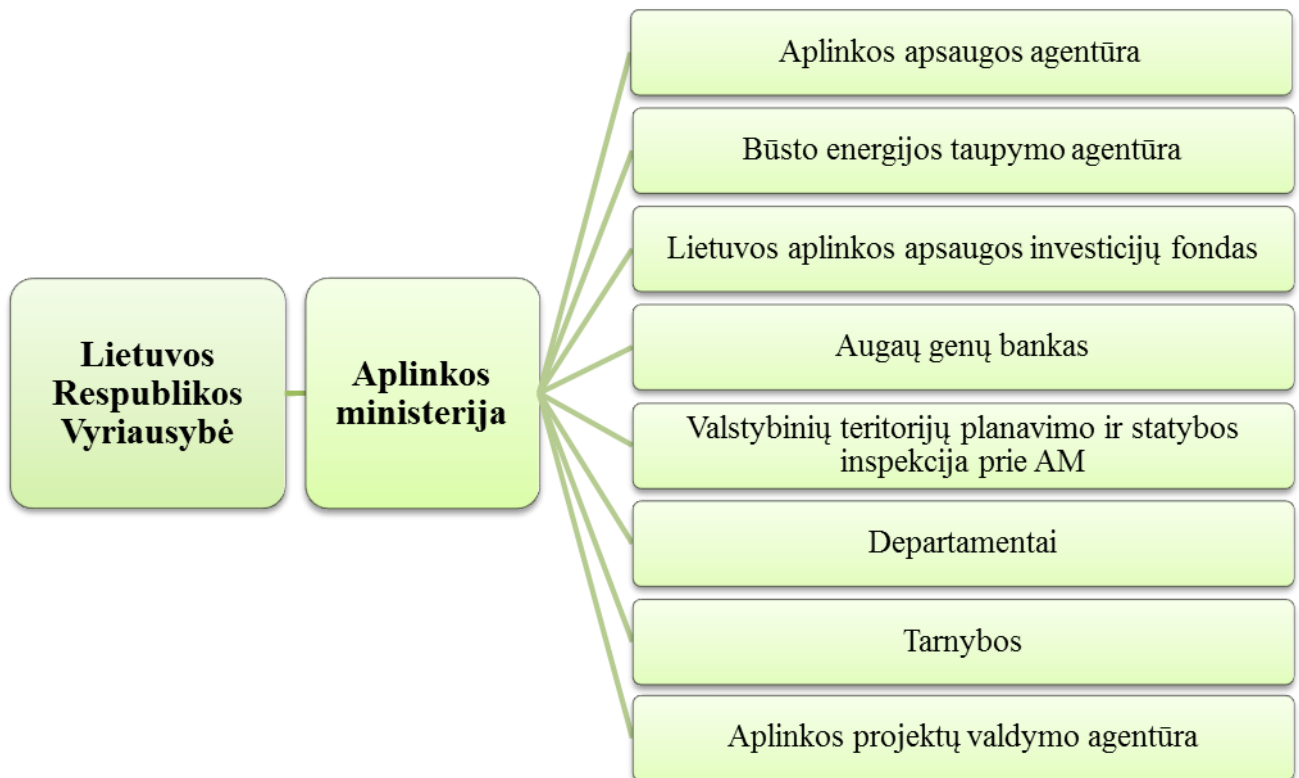 Lietuvos
Respublikos
Vyriausybė
Aplinkos
ministerija
Aplinkos apsaugos agentūra
Būsto energijos taupymo agentūra
Lietuvos aplinkos apsaugos investicijų fondas
Augaų genų bankas
Valstybinių teritorijų planavimo ir statybos
inspekcija prie AM
Departamentai
Tarnybos
Aplinkos projektų valdymo agentūra